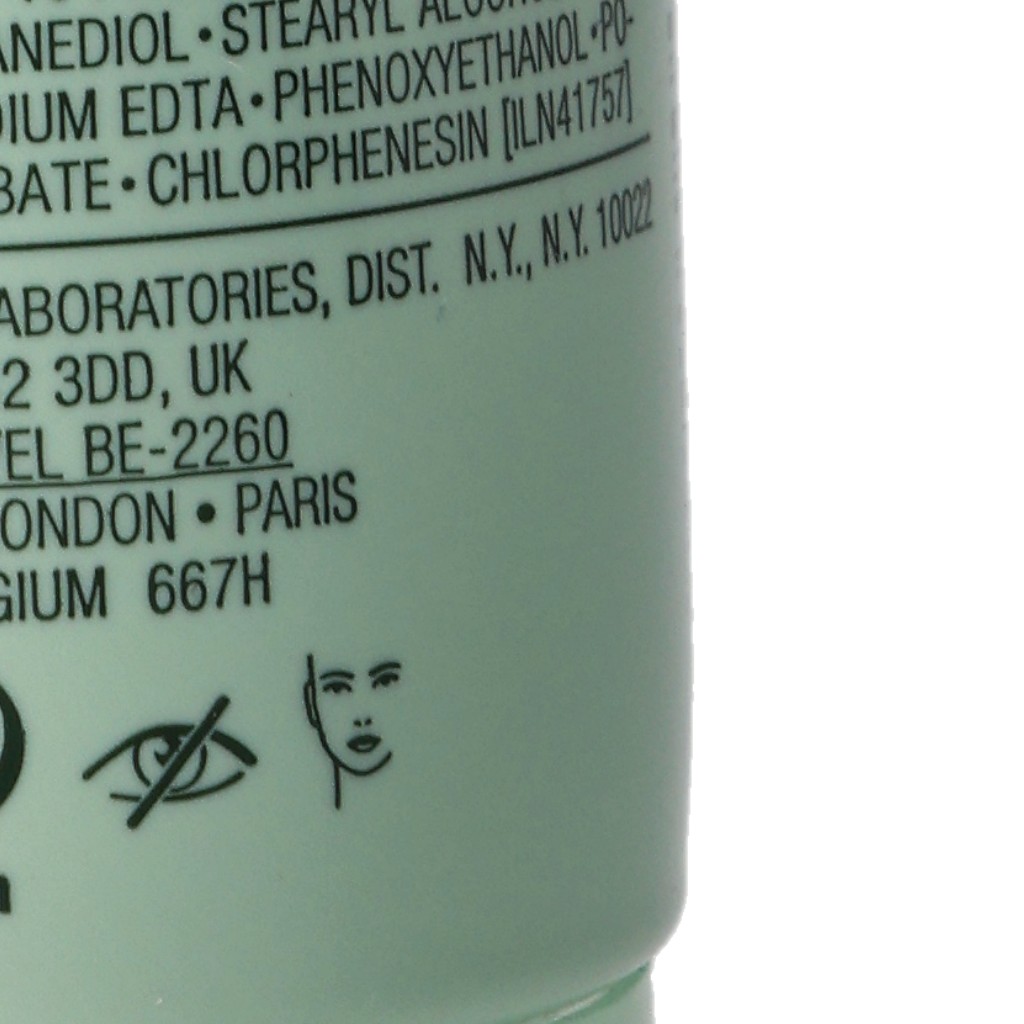 ANEDIOL • STEARYL
DIUM EDTA • PHENOXYETHANOL • PO-
BATE • CHLORPHENESIN [ILN41757]
ABORATORIES, DIST. N.Y., N.Y. 10022
2 3DD, UK
EL BE-2260
ONDON • PARIS
GIUM 667H